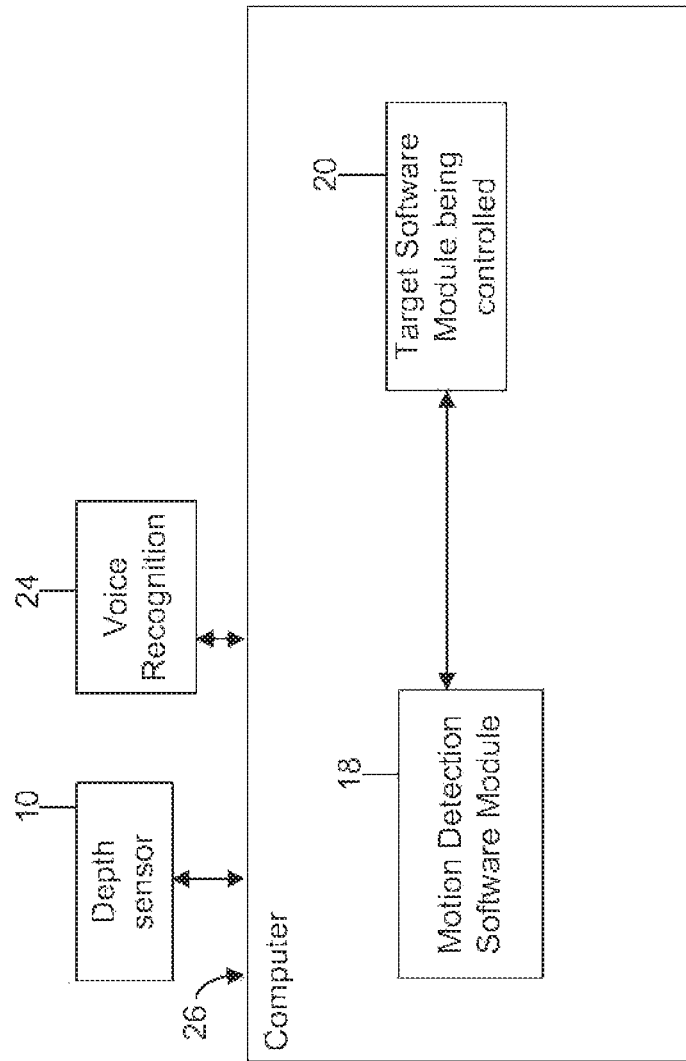 10
Depth
sensor
24
Voice
Recognition
26
Computer
18
Motion Detection
Software Module
20
Target Software
Module being
controlled